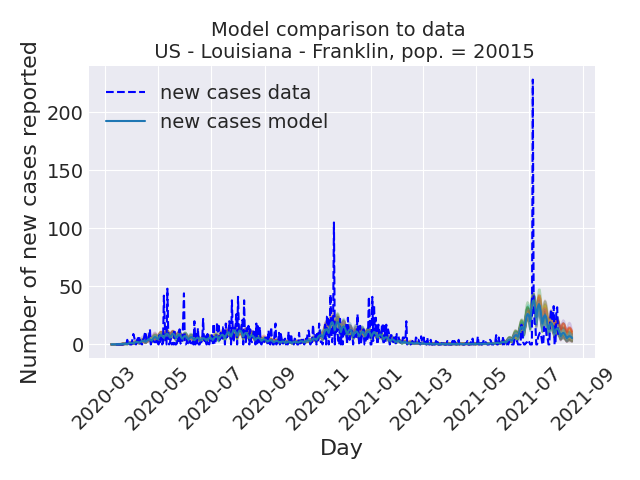 Model comparison to data
US - Louisiana - Franklin, pop. = 20015
Number of new cases reported
200
150
100
50
0
new cases data
new cases model
2020-03
2020-05
2020-07
2020-09
2020-11
2021-01
2021-03
2021-05
2021-07
2021-09
Day